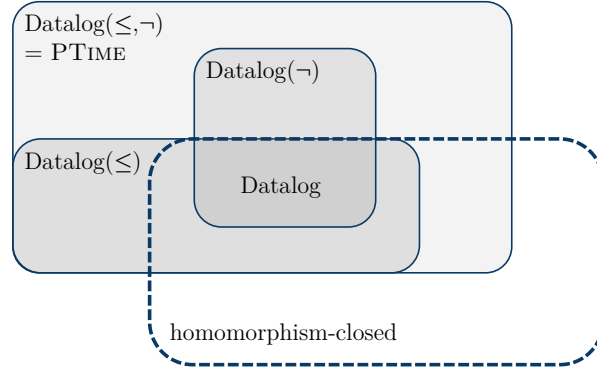 Datalog(≤,¬)
= PTIME
Datalog(¬)
Datalog(≤)
Datalog
homomorphism-closed